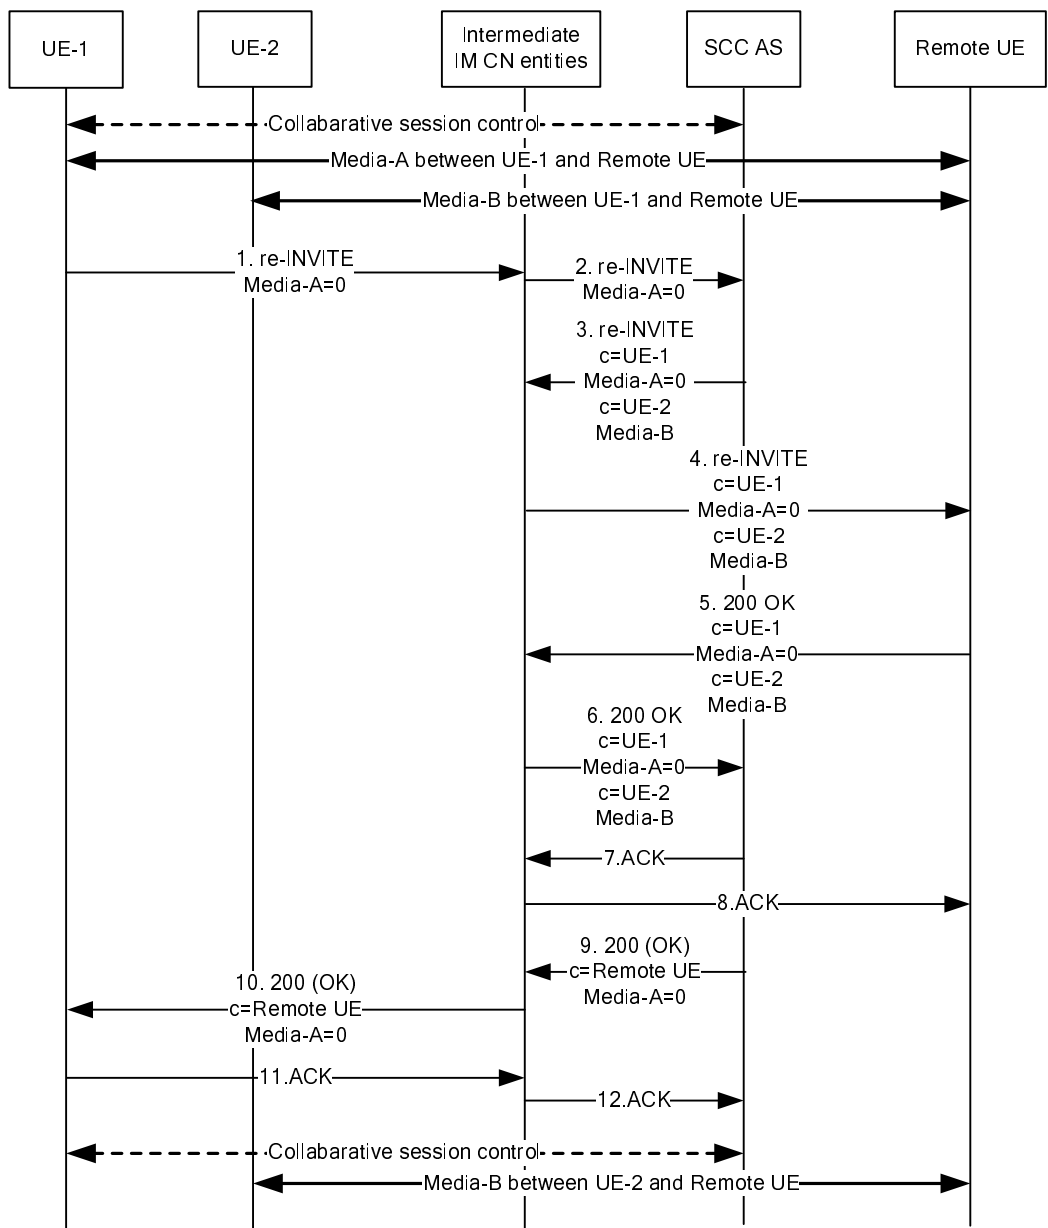 UE-1
UE-2
Intermediate
IM CN entities
SCC AS
Remote UE
Collabarative session control
Media-A between UE-1 and Remote UE
Media-B between UE-1 and Remote UE
1. re-INVITE
Media-A=0
2. re-INVITE
Media-A=0
3. re-INVITE
c=UE-1
Media-A=0
c=UE-2
Media-B
4. re-INVITE
c=UE-1
Media-A=0
c=UE-2
Media-B
5. 200 OK
c=UE-1
Media-A=0
c=UE-2
Media-B
6. 200 OK
c=UE-1
Media-A=0
c=UE-2
Media-B
7.ACK
8.ACK
9. 200 (OK)
c=Remote UE
Media-A=0
10. 200 (OK)
c=Remote UE
Media-A=0
11.ACK
12.ACK
Collabarative session control
Media-B between UE-2 and Remote UE